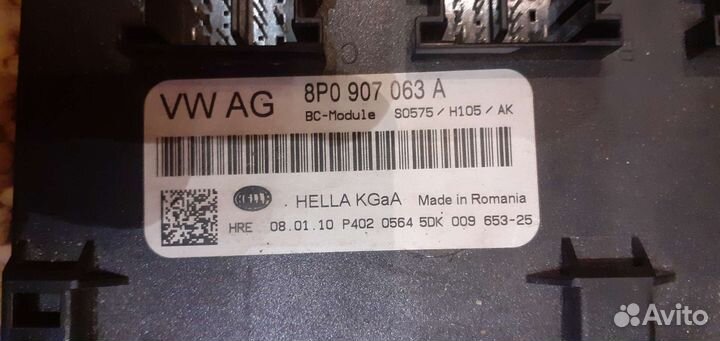 VW AG 8P0 907 063 A
BC-Module S0575 / H105 / AK
HELLA HELLA KGaA Made in Romania
HRE 08.01.10 P402 0564 5DK 009 653-25
Avito